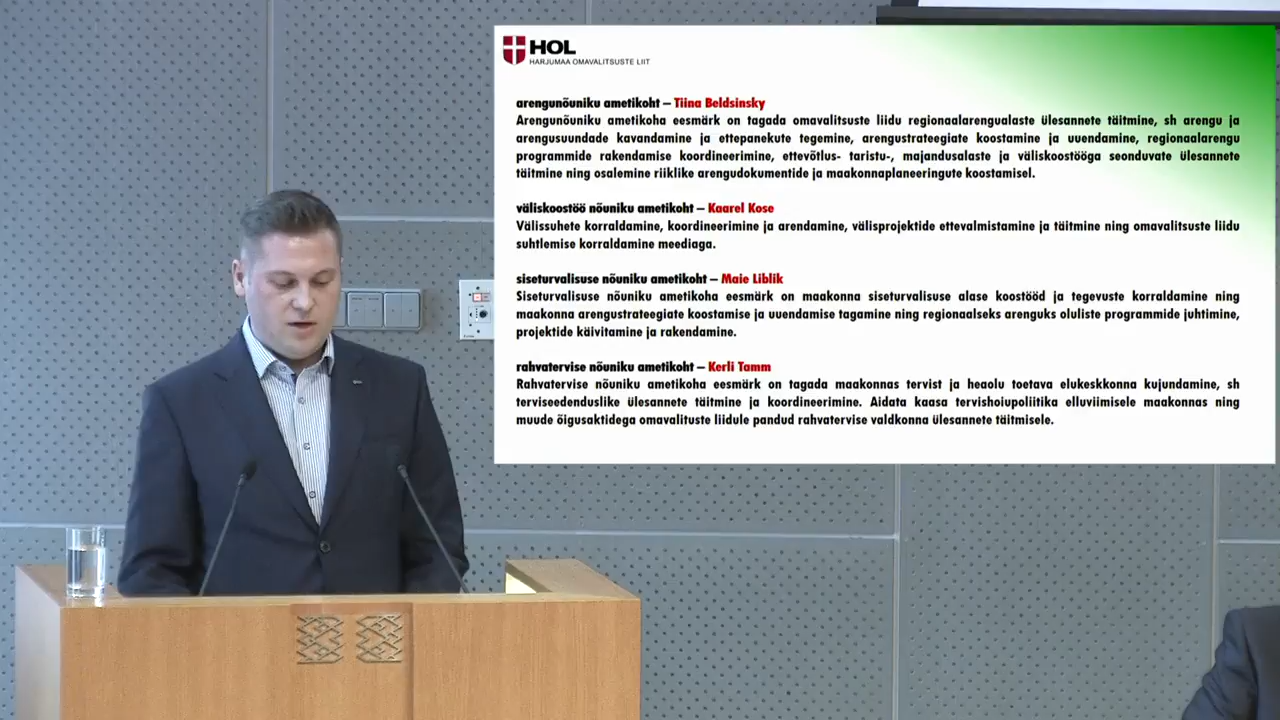 HOL
HARJUMAA OMAVALITSUSTE LIIT
arengunõuniku ametikoht – Tiina Beldsinsky
Arengunõuniku ametikoha eesmärk on tagada omavalitsuste liidu regionaalarengualaste ülesannete täitmine, sh arengu ja
arengusuundade kavandamine ja ettepanekute tegemine, arengustrateegiate koostamine ja uuendamine, regionaalarengu
programmide rakendamise koordineerimine, ettevõtlus- taristu-, majandusalaste ja väliskoostööga seonduvate ülesannete
täitmine ning osalemine riiklike arengudokumentide ja maakonnaplaneeringute koostamisel.
väliskoostöö nõuniku ametikoht – Kaarel Kose
Välissuhete korraldamine, koordineerimine ja arendamine, välisprojektide ettevalmistamine ja täitmine ning omavalitsuste liidu
suhtlemise korraldamine meediaga.
siseturvalisuse nõuniku ametikoht – Maie Liblik
Siseturvalisuse nõuniku ametikoha eesmärk on maakonna siseturvalisuse alase koostööd ja tegevuste korraldamine ning
maakonna arengustrateegiate koostamise ja uuendamise tagamine ning regionaalseks arenguks oluliste programmide juhtimine,
projektide käivitamine ja rakendamine.
rahvatervise nõuniku ametikoht – Kerli Tamm
Rahvatervise nõuniku ametikoha eesmärk on tagada maakonnas tervist ja heaolu toetava elukeskkonna kujundamine, sh
terviseedenduslike ülesannete täitmine ja koordineerimine. Aidata kaasa tervishoiupoliitika elluviimisele maakonnas ning
muude õigusaktidega omavalituste liidule pandud rahvatervise valdkonna ülesannete täitmisele.